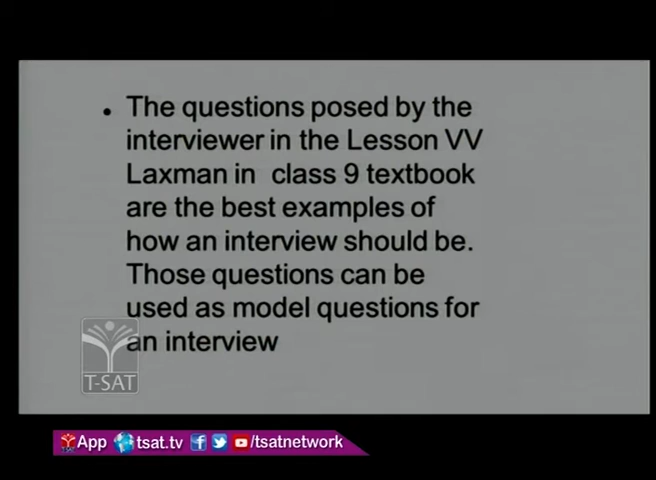 • The questions posed by the
interviewer in the Lesson VV
Laxman in class 9 textbook
are the best examples of
how an interview should be.
Those questions can be
used as model questions for
an interview
T-SAT
App tsat.tv /tsatnetwork